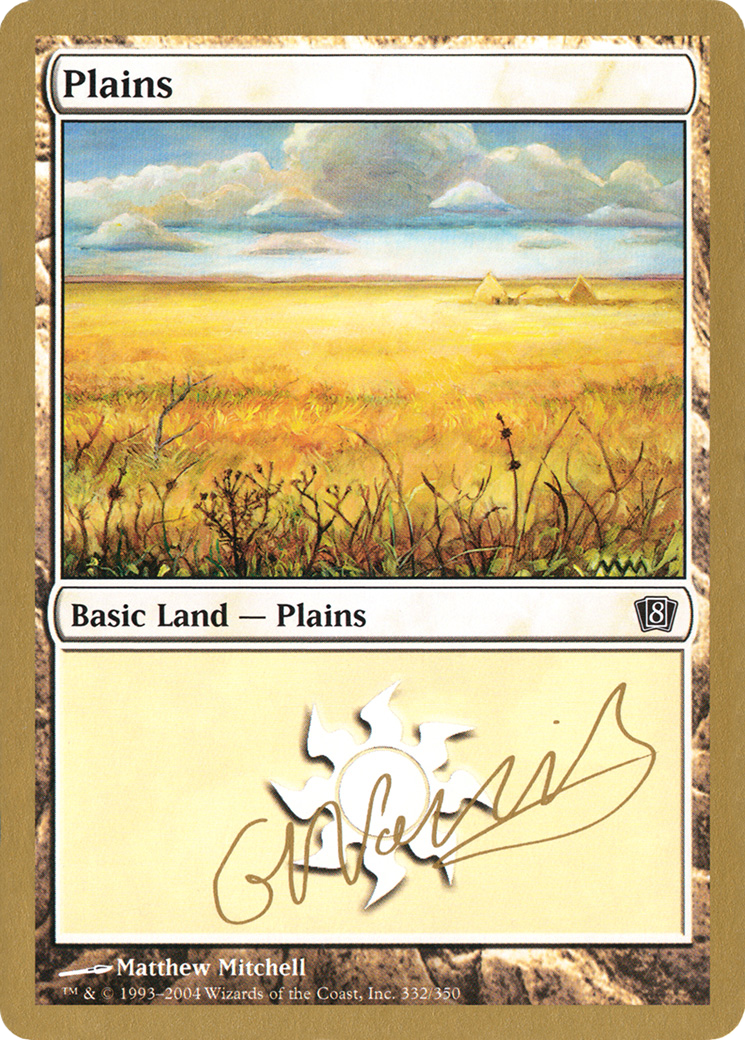 Plains
Basic Land — Plains
8
Matthew Mitchell
™ & © 1993–2004 Wizards of the Coast, Inc. 332/350